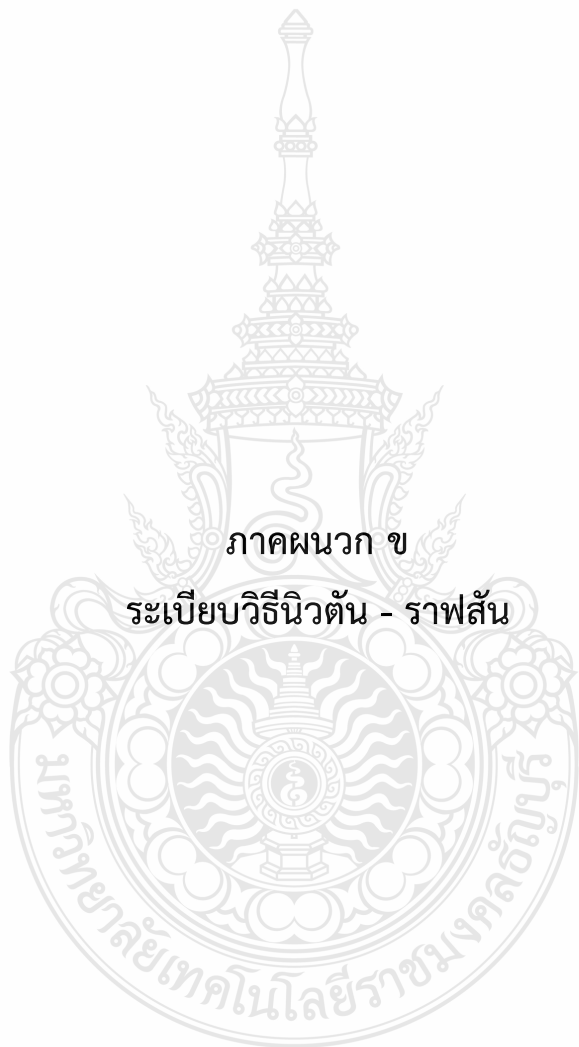 ภาคผนวก ข
ระเบียบวิธีนิวตัน - ราฟสัน
มหาวิทยาลัยเทคโนโลยีราชมงคลธัญบุรี